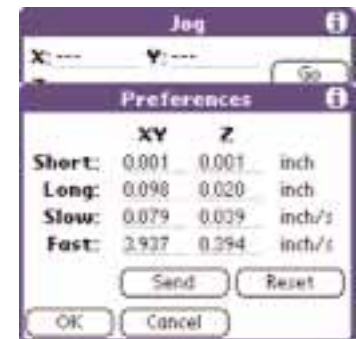 Jog
X: --- Y: ---
Go
Preferences
XY Z
Short: 0.001 0.001 inch
Long: 0.098 0.020 inch
Slow: 0.079 0.039 inch/s
Fast: 3.937 0.394 inch/s
Send Reset
OK Cancel